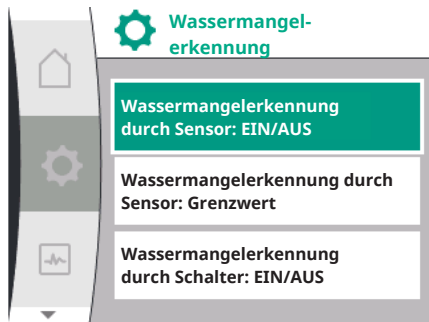 Wassermangel-
erkennung
Wassermangelerkennung
durch Sensor: EIN/AUS
Wassermangelerkennung durch
Sensor: Grenzwert
Wassermangelerkennung
durch Schalter: EIN/AUS